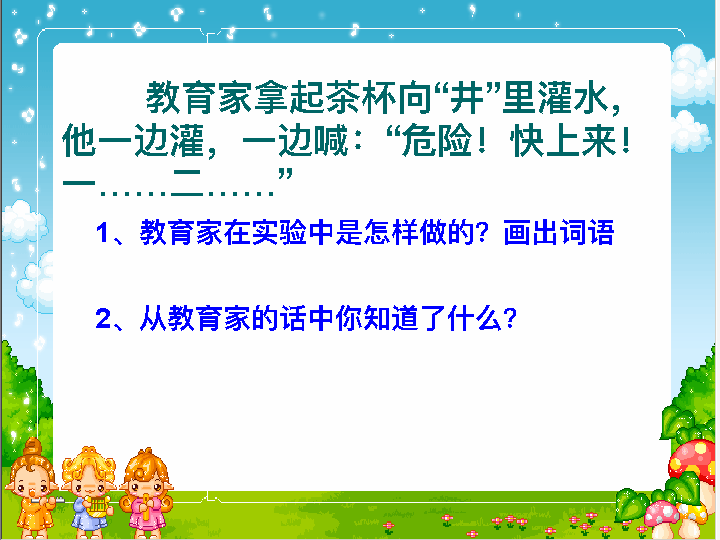 教育家拿起茶杯向“井”里灌水，
他一边灌，一边喊：“危险！快上来！
一……二……”
1、教育家在实验中是怎样做的？画出词语
2、从教育家的话中你知道了什么？